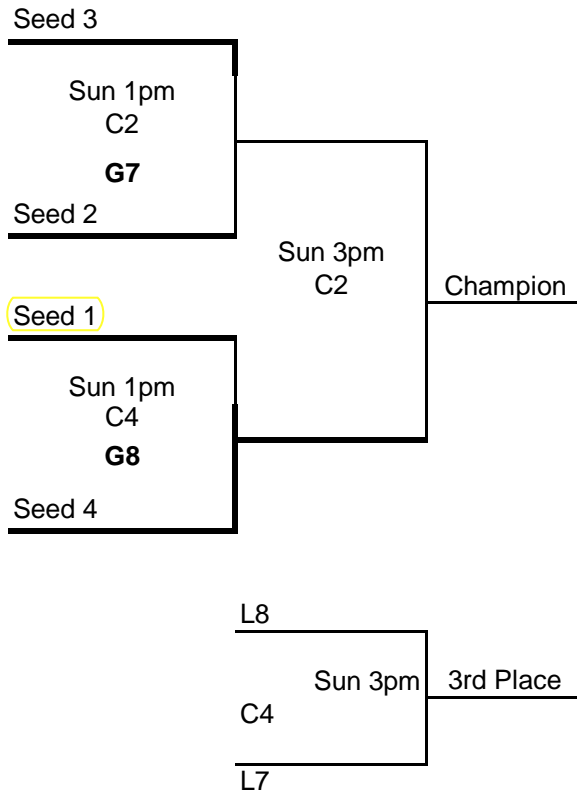 Seed 3
Sun 1pm
C2
G7
Seed 2
Sun 3pm
C2
Champion
Seed 1
Sun 1pm
C4
G8
Seed 4
L8
Sun 3pm
3rd Place
C4
L7